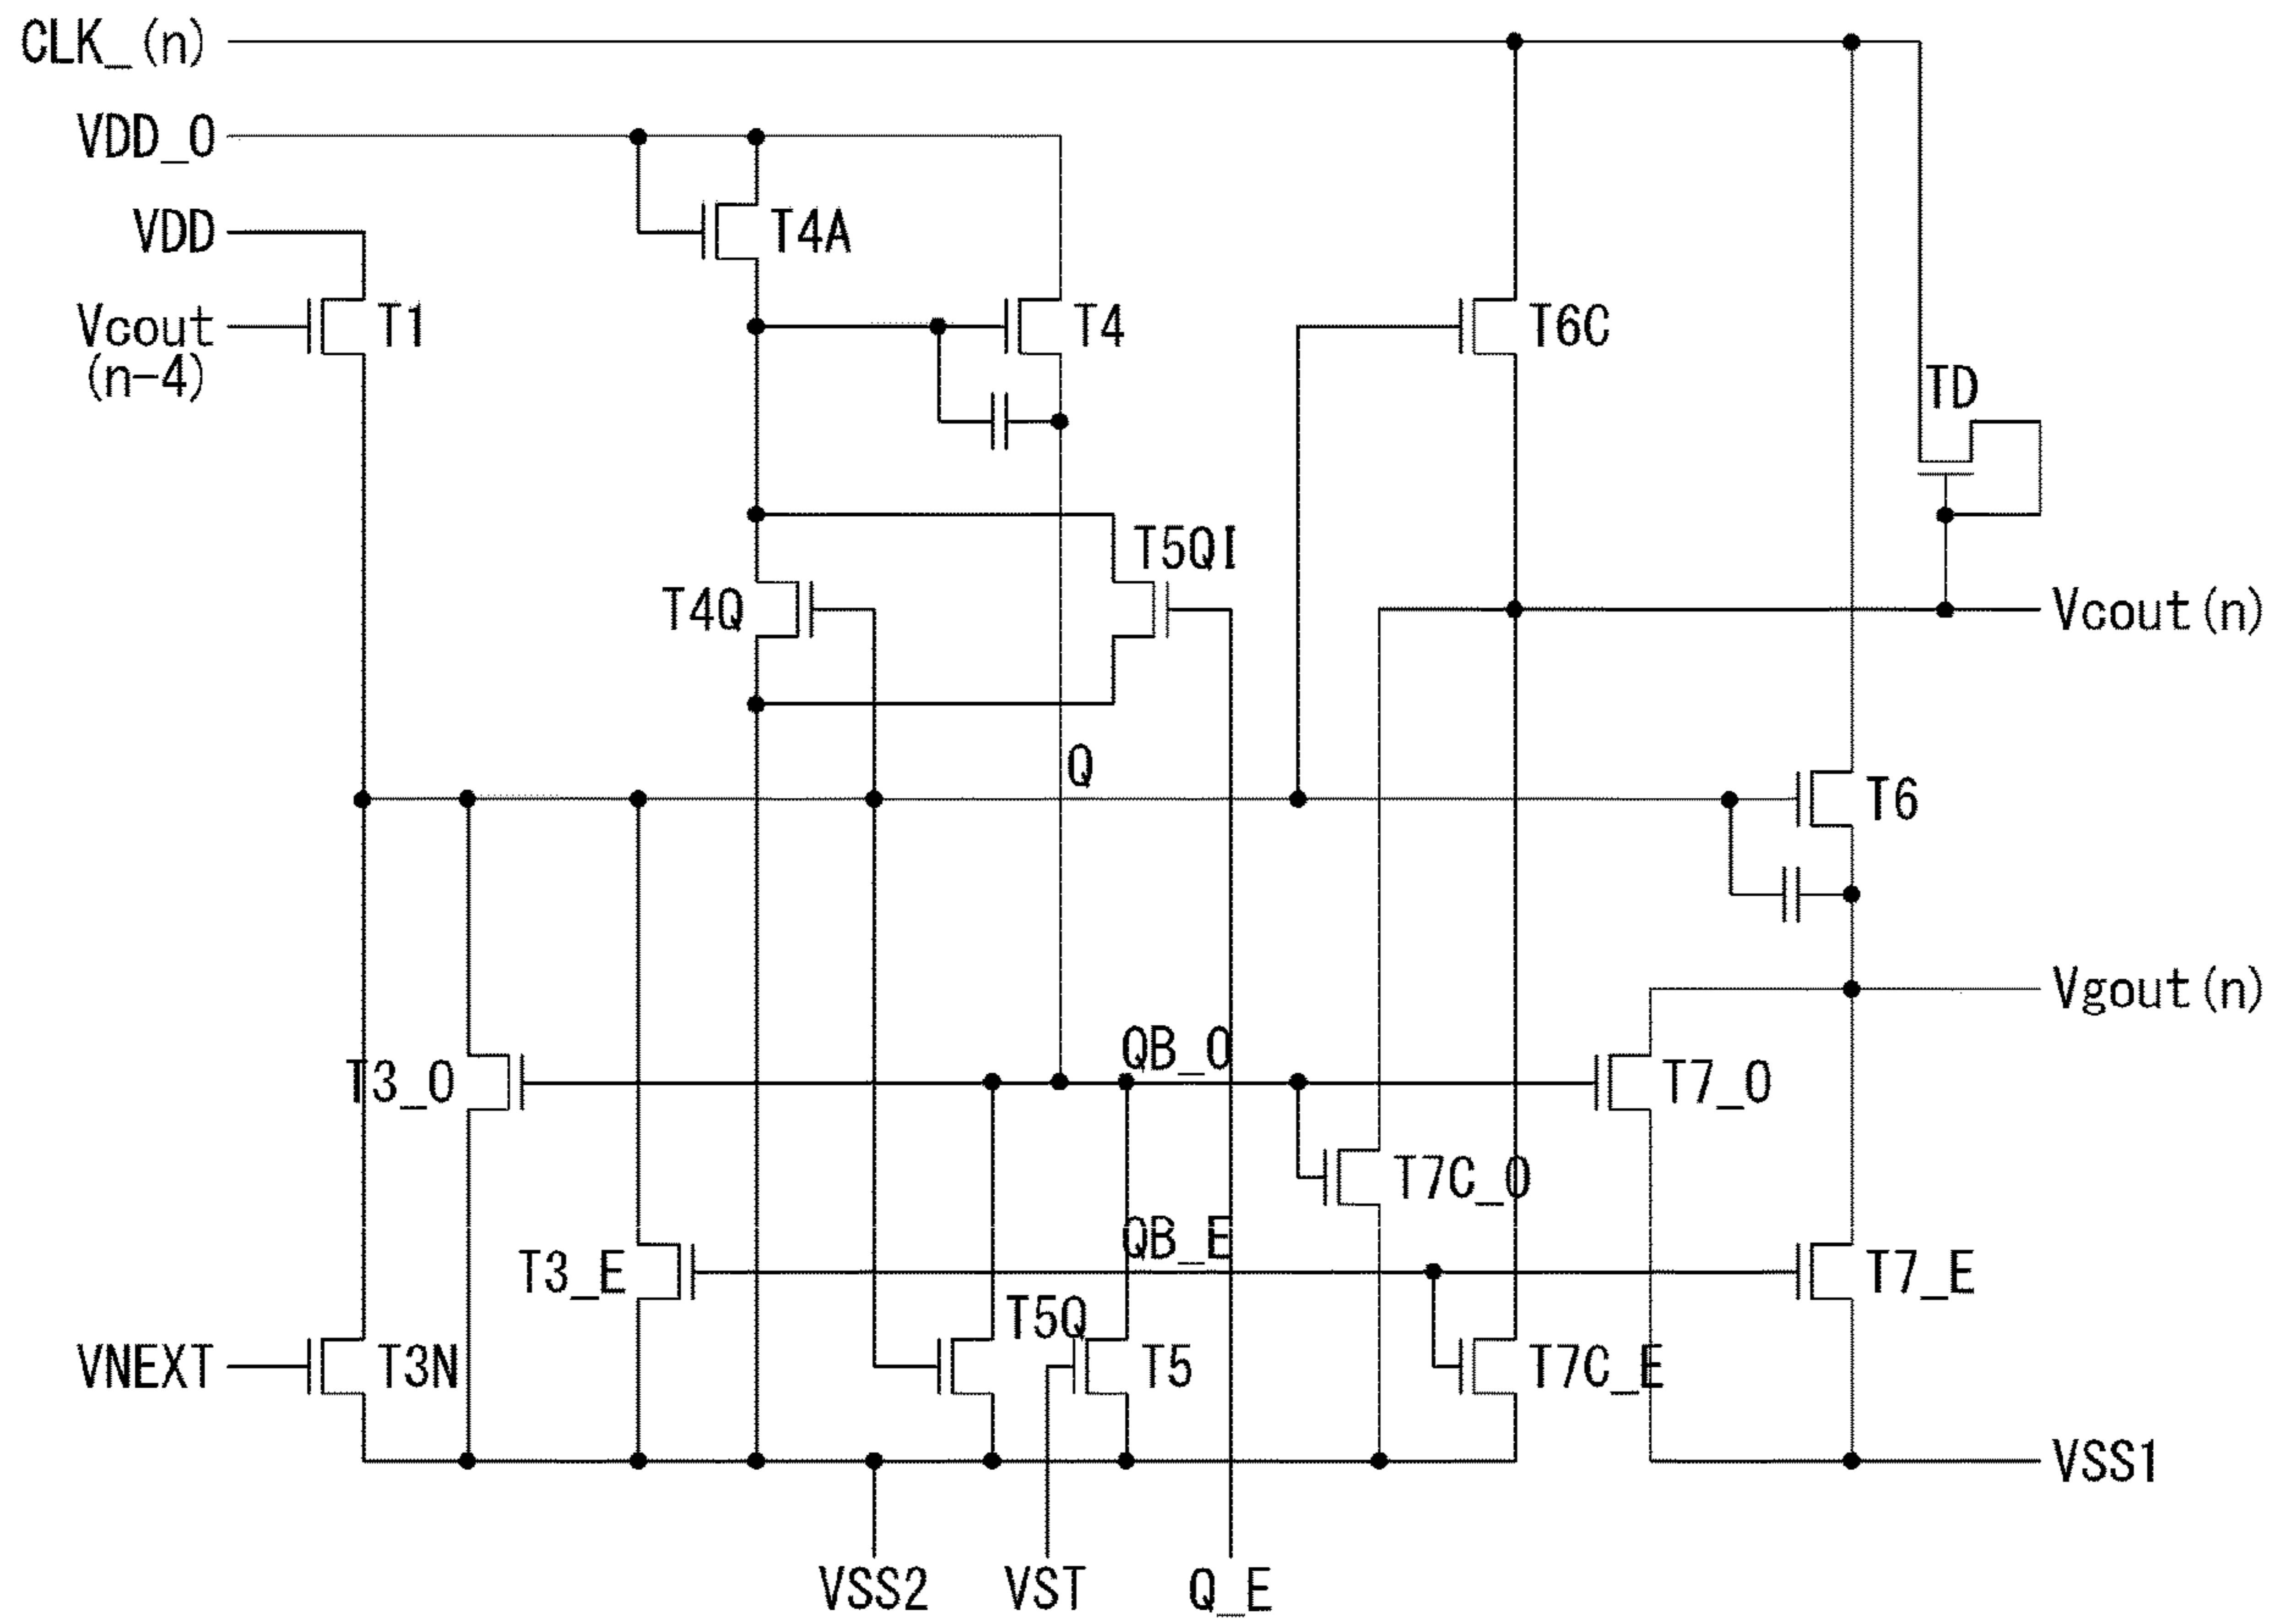 CLK_(n)
VDD_O
VDD
T4A
Vcout
(n-4)
T1
T4
T6C
TD
T5QI
T4Q
Vcout(n)
Q
T6
Vgout(n)
QB_O
T3_O
T7_O
T7C_O
QB_E
T3_E
T7_E
T5Q
VNEXT
T3N
T5
T7C_E
VSS1
VSS2
VST
Q_E